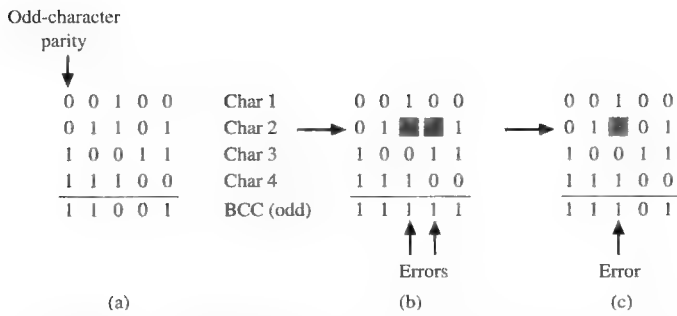 Odd-character
parity
0 0 1 0 0 Char 1 0 0 1 0 0 0 0 1 0 0
0 1 1 0 1 Char 2 0 1 1 0 1 0 1
1 0 0 1 1 Char 3 1 0 0 1 1 1 0 0 1 1
1 1 1 0 0 Char 4 1 1 1 0 0 1 1 1 0 0
1 1 0 0 1 BCC (odd) 1 1 1 1 1 1 1 1 0 1
Errors Error
(a) (b) (c)